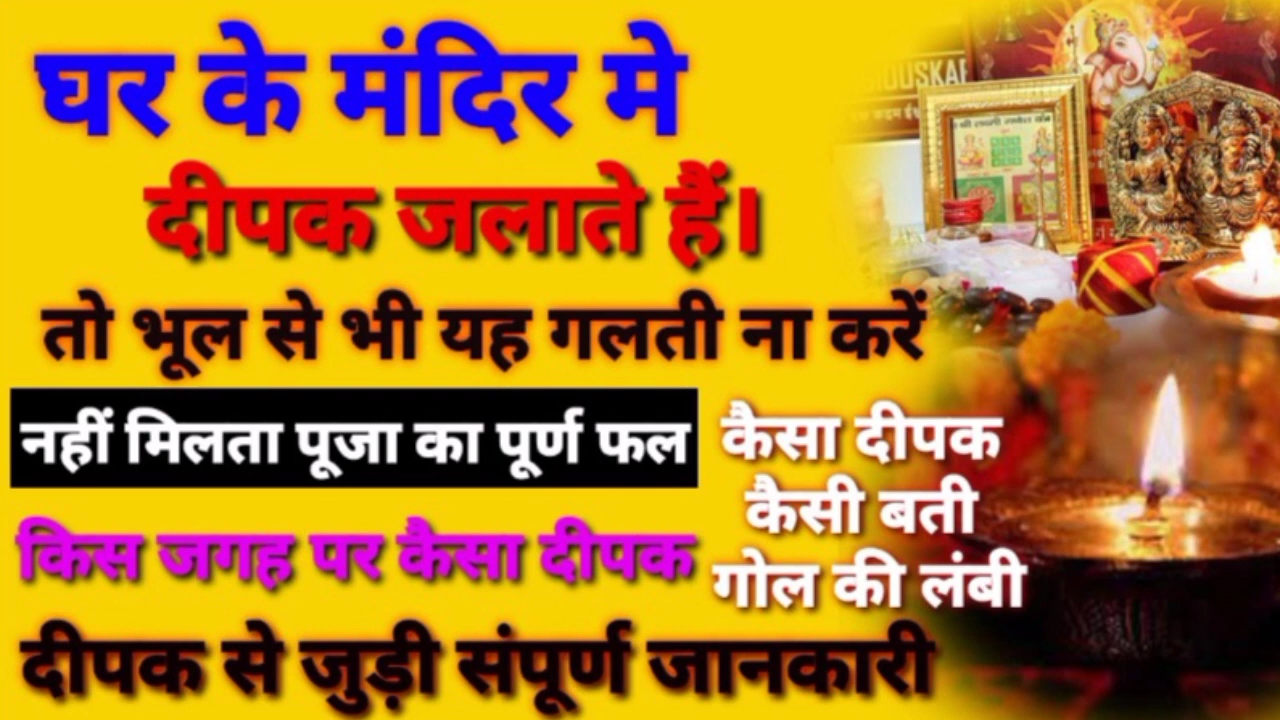 घर के मंदिर मे
दीपक जलाते हैं।
तो भूल से भी यह गलती ना करें
नहीं मिलता पूजा का पूर्ण फल
कैसा दीपक
कैसी बती
गोल की लंबी
किस जगह पर कैसा दीपक
दीपक से जुड़ी संपूर्ण जानकारी